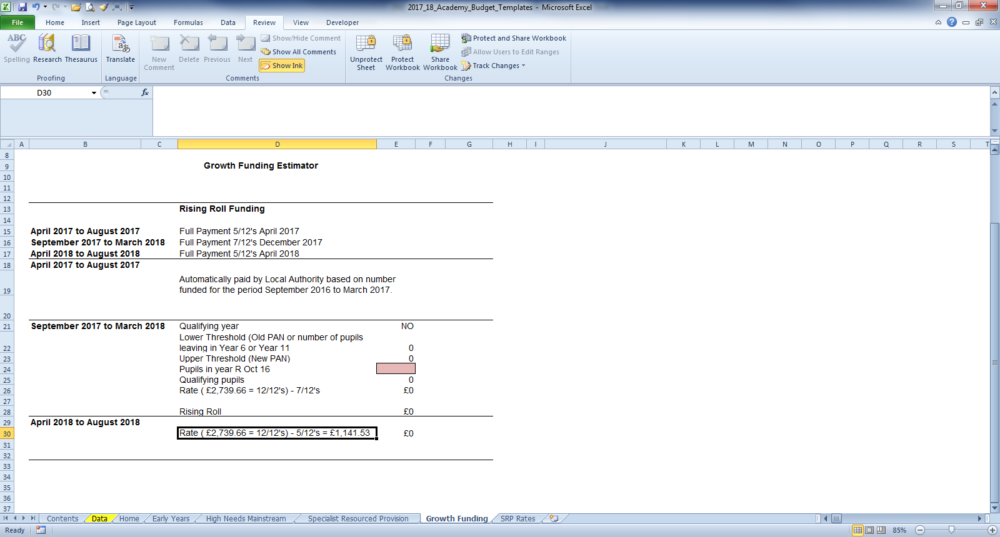 2017_18_Academy_Budget_Templates - Microsoft Excel
File Home Insert Page Layout Formulas Data Review View Developer
ABC
Spelling Research Thesaurus
Proofing
Translate
Language
New Comment
Delete Previous Next
Show/Hide Comment
Show All Comments
Show Ink
Comments
Unprotect Sheet
Protect Workbook
Share Workbook
Protect and Share Workbook
Allow Users to Edit Ranges
Track Changes
Changes
D30 fx
A B C D E F G H I J K L M N O P Q R S T
8
9 Growth Funding Estimator
10
11
12
13 Rising Roll Funding
14
15 April 2017 to August 2017 Full Payment 5/12's April 2017
16 September 2017 to March 2018 Full Payment 7/12's December 2017
17 April 2018 to August 2018 Full Payment 5/12's April 2018
18 April 2017 to August 2017
Automatically paid by Local Authority based on number
19 funded for the period September 2016 to March 2017.
20
21 September 2017 to March 2018 Qualifying year NO
Lower Threshold (Old PAN or number of pupils
22 leaving in Year 6 or Year 11 0
23 Upper Threshold (New PAN) 0
24 Pupils in year R Oct 16
25 Qualifying pupils 0
26 Rate ( £2,739.66 = 12/12's) - 7/12's £0
27
28 Rising Roll £0
29 April 2018 to August 2018
30 Rate ( £2,739.66 = 12/12's) - 5/12's = £1,141.53 £0
31
32
33
34
35
36
37
Contents Data Home Early Years High Needs Mainstream Specialist Resourced Provision Growth Funding SRP Rates
Ready 85%